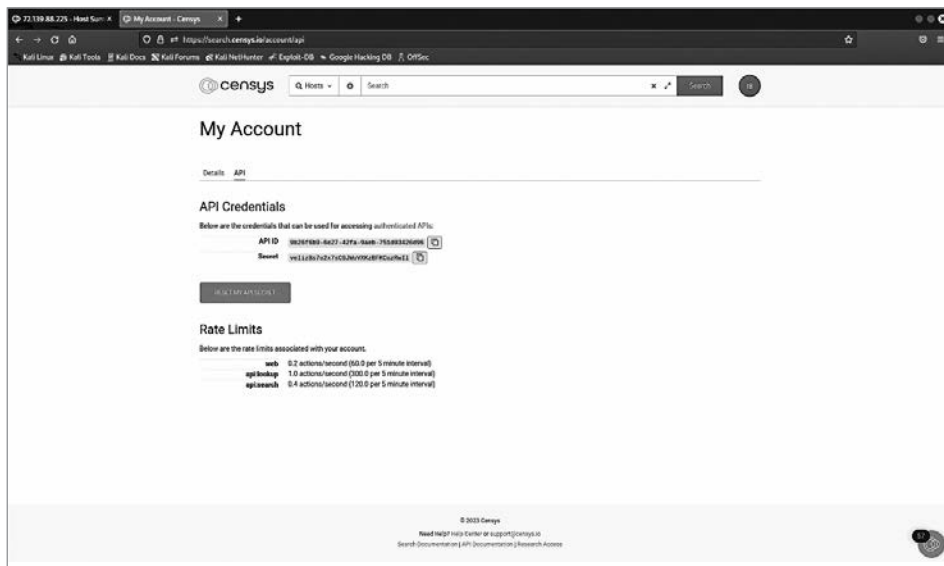 72.139.88.225 - Host Sum
My Account - Censys
https://search.censys.io/account/api
Kali Linux Kali Tools Kali Docs Kali Forums Kali NetHunter Exploit-DB Google Hacking DB OffSec
censys Hosts Search Search
My Account
Details API
API Credentials
Below are the credentials that can be used for accessing authenticated APIs:
API ID
Secret
RESET MY API SECRET
Rate Limits
Below are the rate limits associated with your account.
web 0.2 actions/second (60.0 per 5 minute interval)
api:lookup 1.0 actions/second (300.0 per 5 minute interval)
api:search 0.4 actions/second (120.0 per 5 minute interval)
© 2023 Censys
Need Help? Help Center or support@censys.io
Search Documentation | API Documentation | Research Access
57